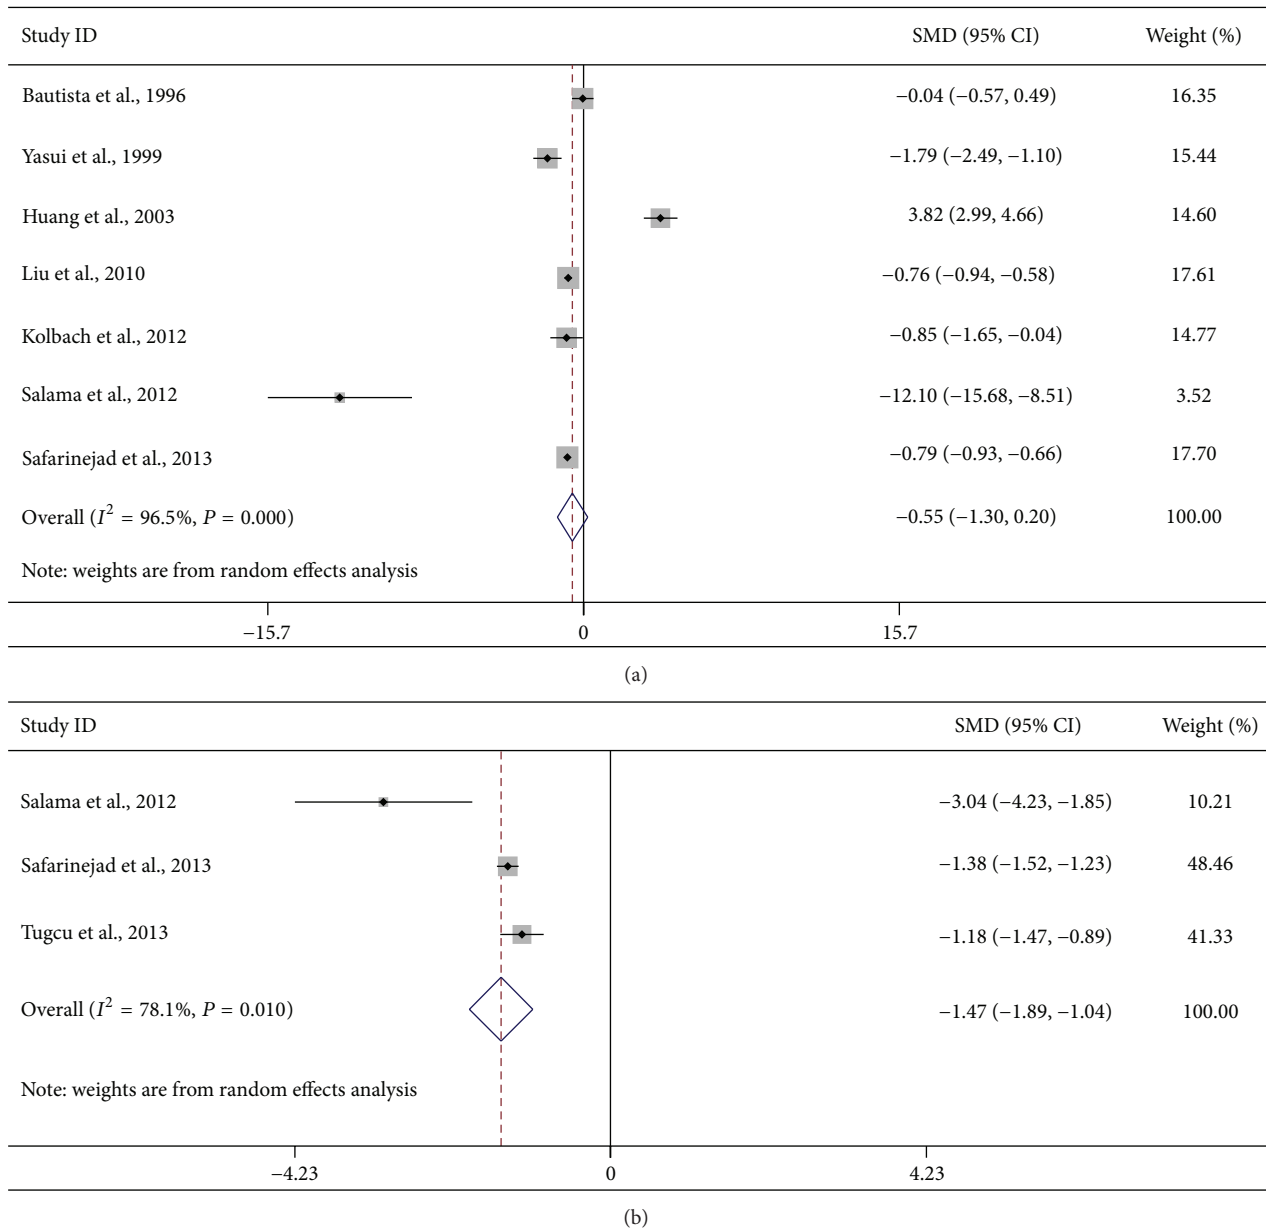 Study ID SMD (95% CI) Weight (%)
Bautista et al., 1996 −0.04 (−0.57, 0.49) 16.35
Yasui et al., 1999 −1.79 (−2.49, −1.10) 15.44
Huang et al., 2003 3.82 (2.99, 4.66) 14.60
Liu et al., 2010 −0.76 (−0.94, −0.58) 17.61
Kolbach et al., 2012 −0.85 (−1.65, −0.04) 14.77
Salama et al., 2012 −12.10 (−15.68, −8.51) 3.52
Safarinejad et al., 2013 −0.79 (−0.93, −0.66) 17.70
Overall (I² = 96.5%, P = 0.000) −0.55 (−1.30, 0.20) 100.00
Note: weights are from random effects analysis
−15.7 0 15.7
(a)
Study ID SMD (95% CI) Weight (%)
Salama et al., 2012 −3.04 (−4.23, −1.85) 10.21
Safarinejad et al., 2013 −1.38 (−1.52, −1.23) 48.46
Tugcu et al., 2013 −1.18 (−1.47, −0.89) 41.33
Overall (I² = 78.1%, P = 0.010) −1.47 (−1.89, −1.04) 100.00
Note: weights are from random effects analysis
−4.23 0 4.23
(b)